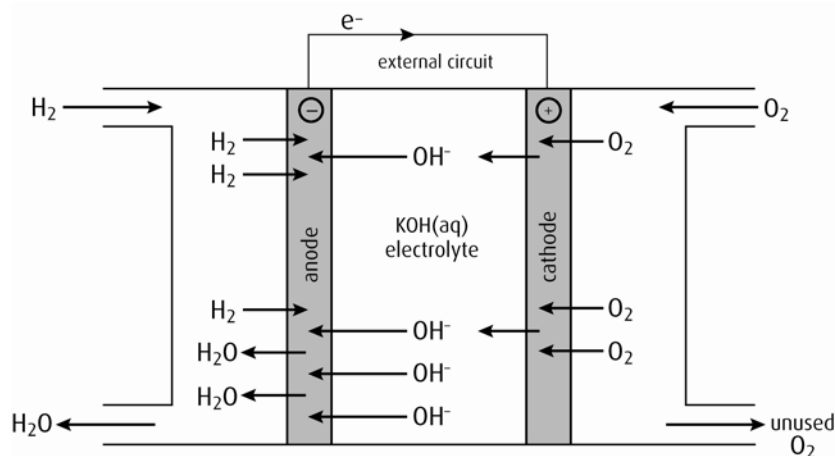 e⁻
external circuit
H₂
−
+
O₂
H₂
OH⁻
O₂
H₂
KOH(aq)
electrolyte
anode
cathode
H₂
O₂
OH⁻
H₂O
O₂
OH⁻
H₂O
OH⁻
H₂O
unused
O₂